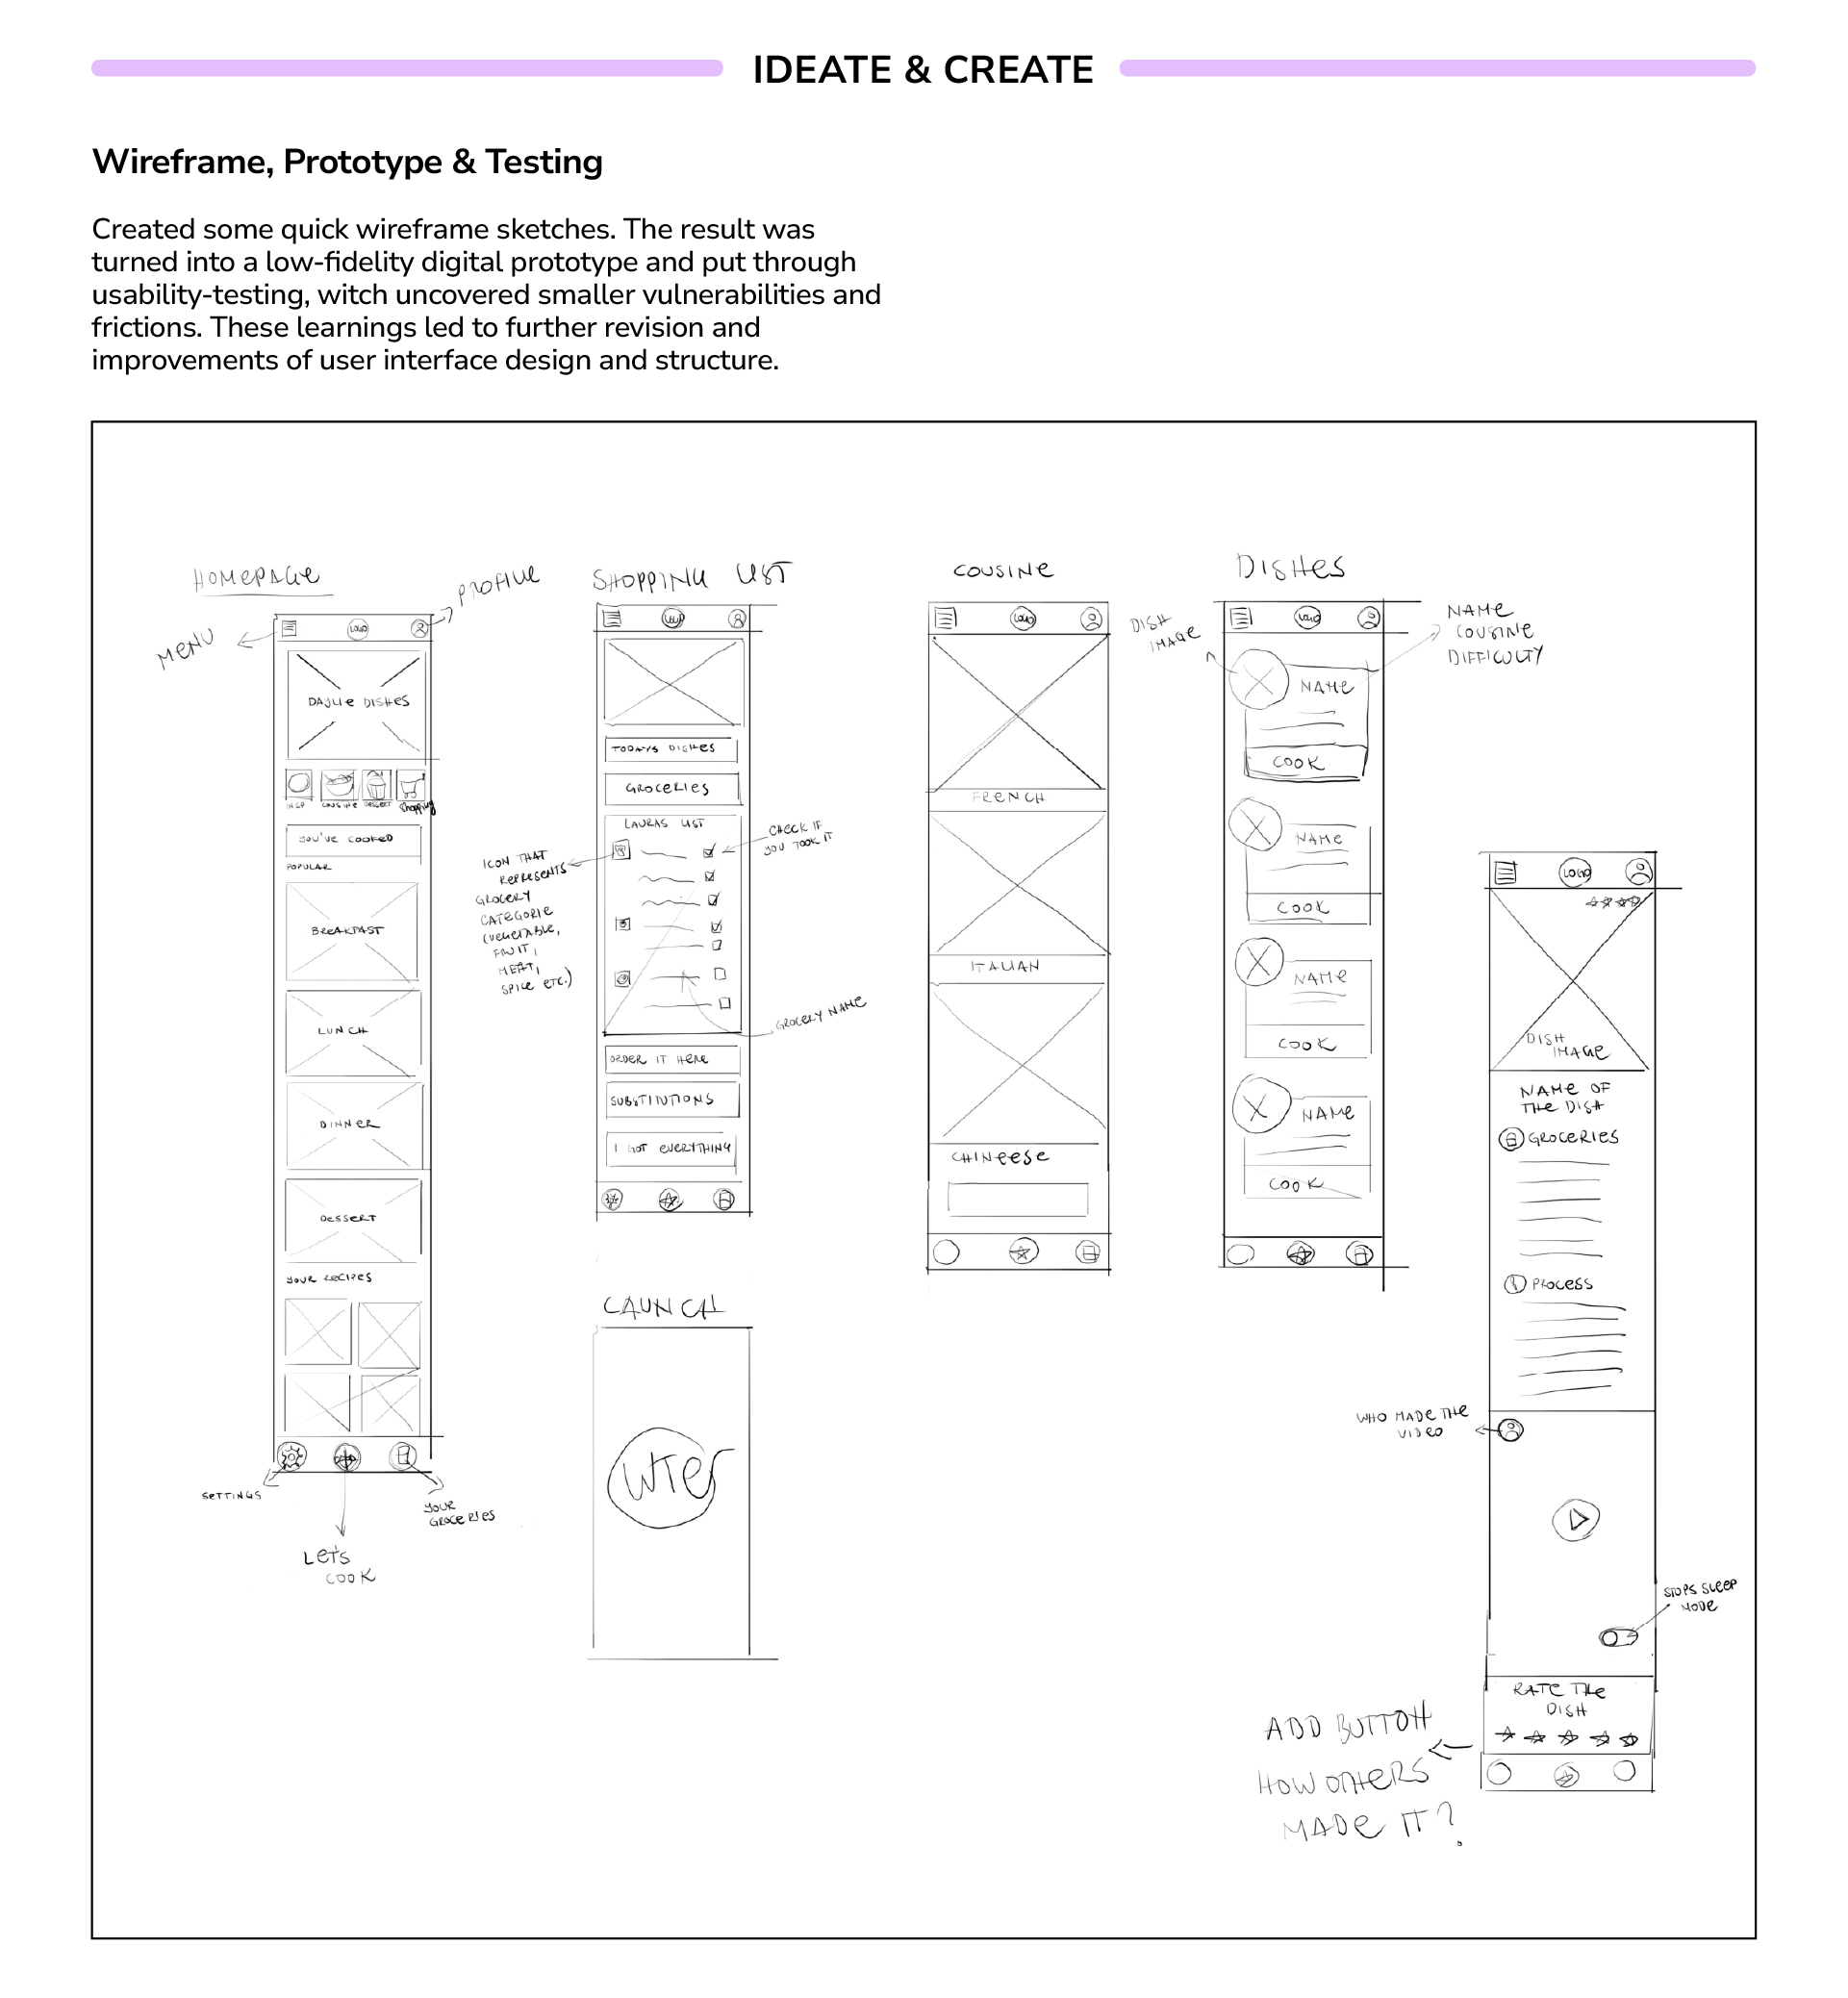 IDEATE & CREATE
Wireframe, Prototype & Testing
Created some quick wireframe sketches. The result was
turned into a low-fidelity digital prototype and put through
usability-testing, witch uncovered smaller vulnerabilities and
frictions. These learnings led to further revision and
improvements of user interface design and structure.
HOMEPAGE
PROFILE
MENU
LOGO
DISHES
COUSINE
DESSERT
Shopping
YOU'VE COOKED
POPULAR
BREAKFAST
LUNCH
DINNER
DESSERT
YOUR RECIPES
SETTINGS
YOUR
GROCERIES
LET'S
COOK
SHOPPING LIST
TODAYS DISHES
GROCERIES
LAURAS LIST
CHECK IF
YOU TOOK IT
ICON THAT
REPRESENTS
GROCERY
CATEGORIE
(VEGETABLE,
FRUIT,
MEAT,
SPICE ETC.)
GROCERY NAME
ORDER IT HERE
SUBSTITUTIONS
I GOT EVERYTHING
LAUNCH
COUSINE
LOGO
FRENCH
ITALIAN
CHINEESE
DISHES
LOGO
DISH
IMAGE
NAME
COUSINE
DIFFICULTY
NAME
COOK
NAME
COOK
NAME
COOK
NAME
COOK
LOGO
DISH
IMAGE
NAME OF
THE DISH
GROCERIES
PROCESS
WHO MADE THE
VIDEO
STOPS SLEEP
MODE
RATE THE
DISH
ADD BUTTON
HOW OTHERS
MADE IT?